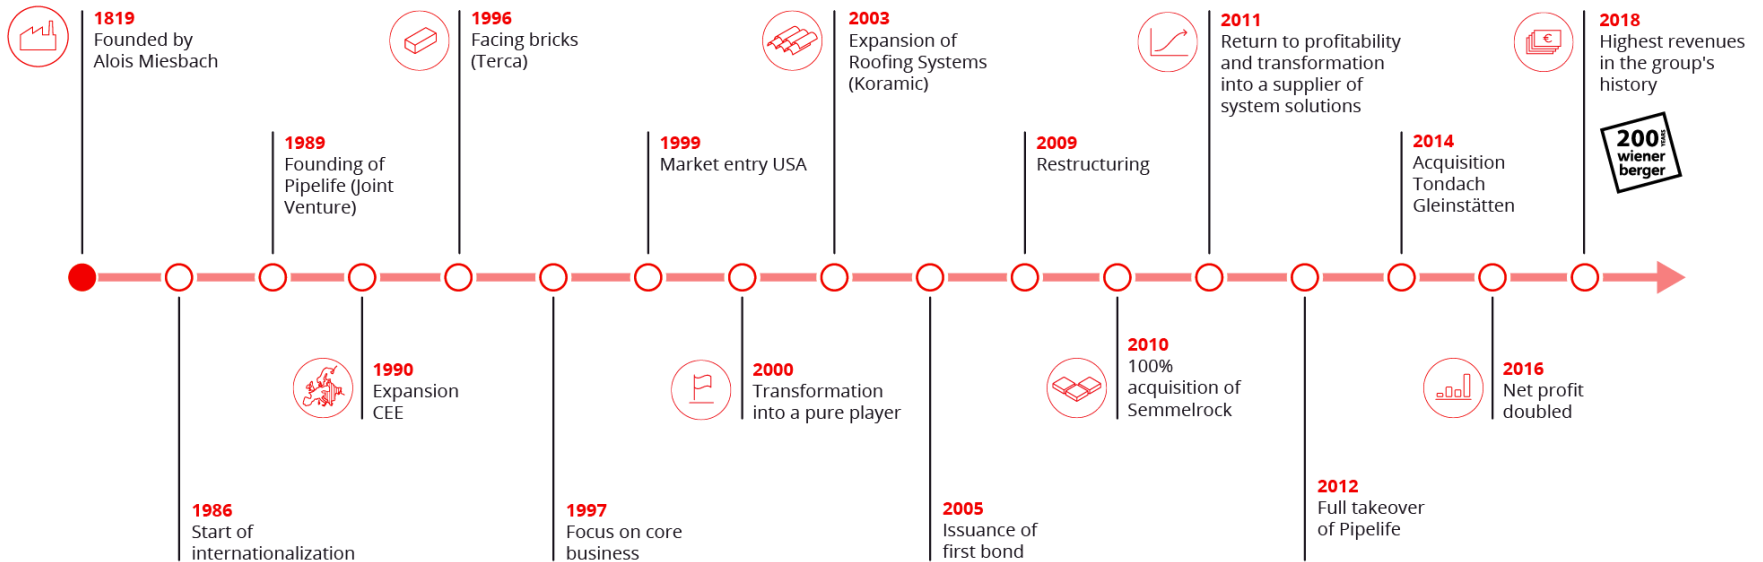 1819
Founded by
Alois Miesbach
1986
Start of
internationalization
1989
Founding of
Pipelife (Joint
Venture)
1990
Expansion
CEE
1996
Facing bricks
(Terca)
1997
Focus on core
business
1999
Market entry USA
2000
Transformation
into a pure player
2003
Expansion of
Roofing Systems
(Koramic)
2005
Issuance of
first bond
2009
Restructuring
2010
100%
acquisition of
Semmelrock
2011
Return to profitability
and transformation
into a supplier of
system solutions
2012
Full takeover
of Pipelife
2014
Acquisition
Tondach
Gleinstätten
2016
Net profit
doubled
2018
Highest revenues
in the group's
history
€
200 YEARS
wiener
berger